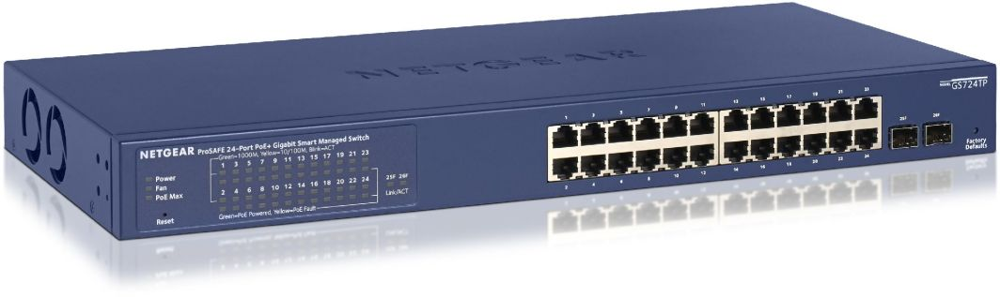 NETGEAR
MODEL GS724TP
NETGEAR ProSAFE 24-Port PoE+ Gigabit Smart Managed Switch
Green=1000M, Yellow=10/100M, Blink=ACT
1 3 5 7 9 11 13 15 17 19 21 23
2 4 6 8 10 12 14 16 18 20 22 24
25F 26F
Link/ACT
Green=PoE Powered, Yellow=PoE Fault
Power
Fan
PoE Max
Reset
1 3 5 7 9 11 13 15 17 19 21 23
2 4 6 8 10 12 14 16 18 20 22 24
25F 26F
Factory
Defaults